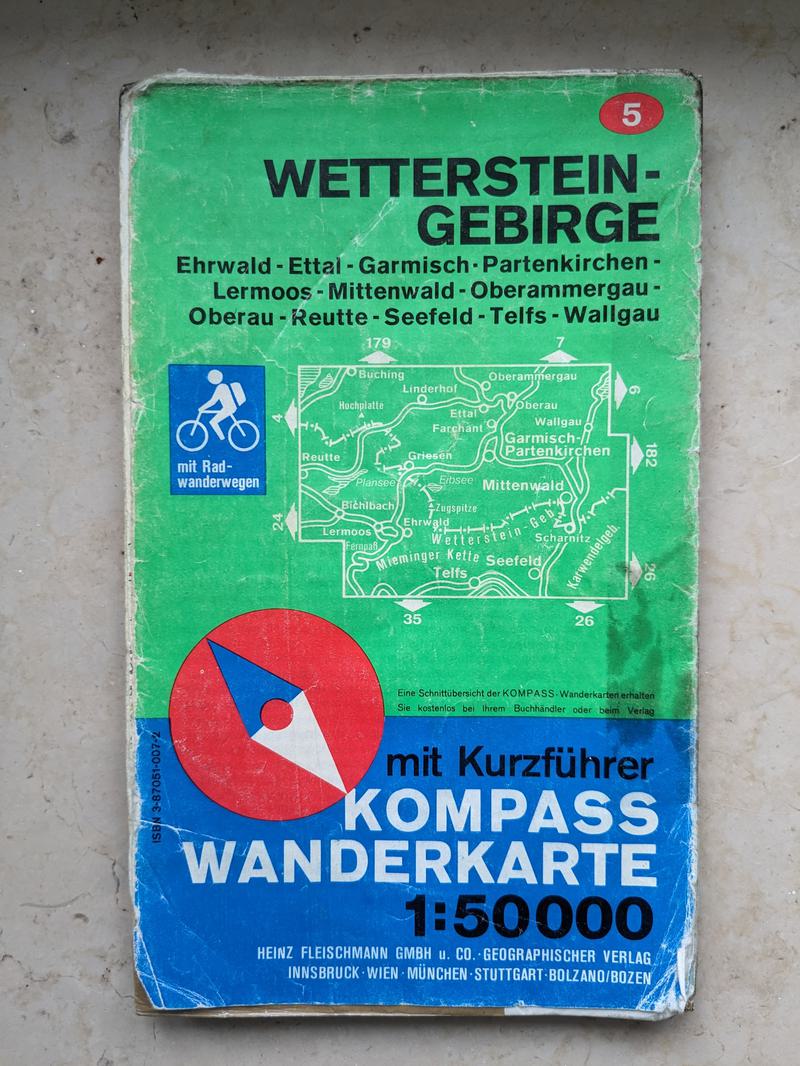 5
WETTERSTEIN-
GEBIRGE
Ehrwald - Ettal - Garmisch - Partenkirchen -
Lermoos - Mittenwald - Oberammergau -
Oberau - Reutte - Seefeld - Telfs - Wallgau
179
7
Buching
Oberammergau
Linderhof
6
Hochplatte
Oberau
4
Ettal
Wallgau
Farchant
Garmisch-
Partenkirchen
182
mit Rad-
wanderwegen
Reutte
Griesen
Plansee
Eibsee
Mittenwald
Bichlbach
Zugspitze
24
Ehrwald
Wetterstein-Geb.
Lermoos
Scharnitz
Fernpaß
Mieminger Kette
Seefeld
Karwendelgeb.
Telfs
26
35
26
Eine Schnittübersicht der KOMPASS-Wanderkarten erhalten
Sie kostenlos bei Ihrem Buchhändler oder beim Verlag
ISBN 3-87051-007-2
mit Kurzführer
KOMPASS
WANDERKARTE
1:50000
HEINZ FLEISCHMANN GMBH u. CO.·GEOGRAPHISCHER VERLAG
INNSBRUCK·WIEN·MÜNCHEN·STUTTGART·BOLZANO/BOZEN